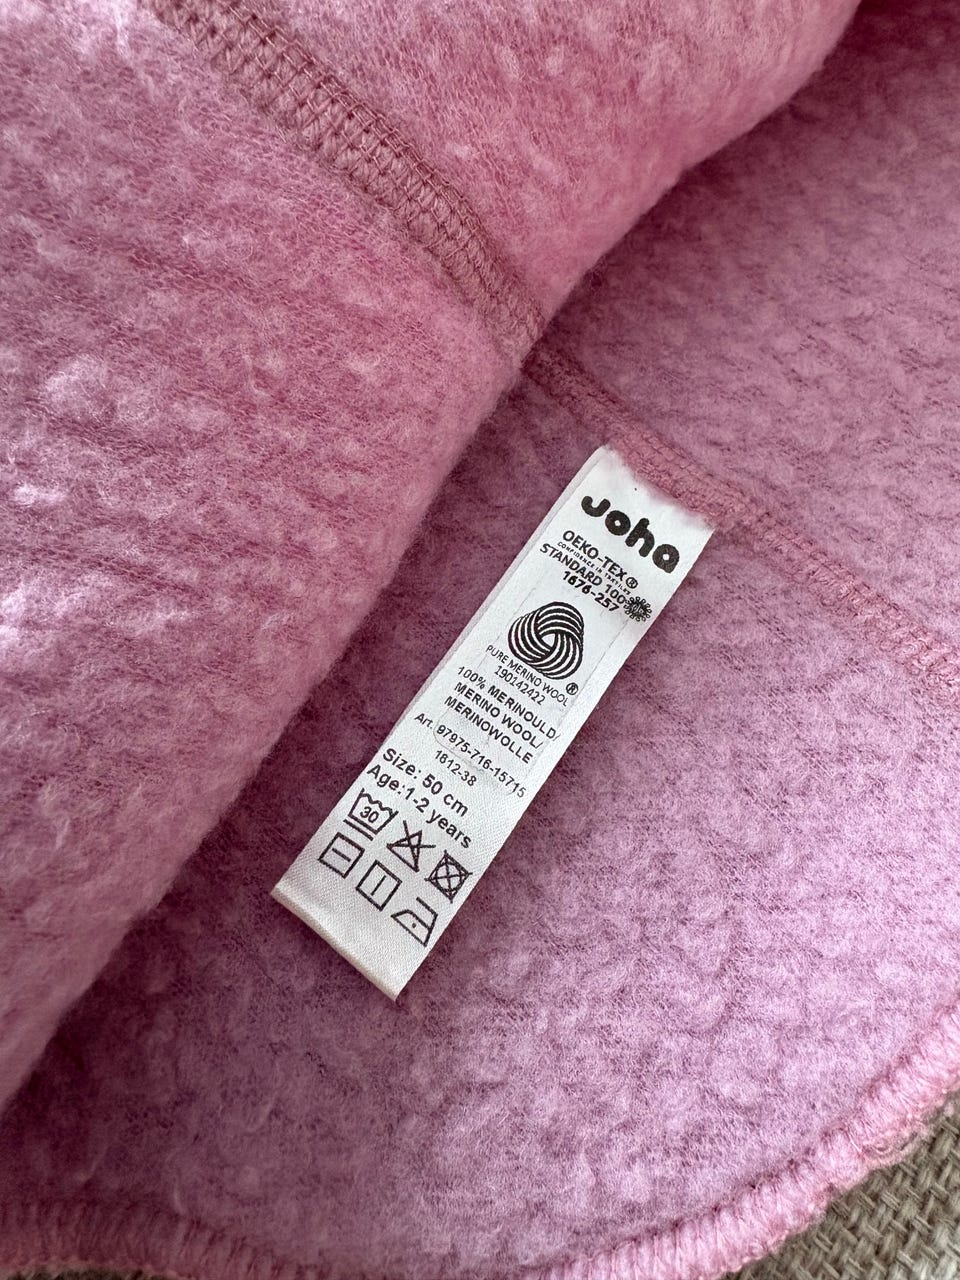 Joha
OEKO-TEX®
CONFIDENCE IN TEXTILES
STANDARD 100
1676-257
PURE MERINO WOOL
190142422
®
100% MERINOULD/
MERINO WOOL/
MERINOWOLLE
Art. 97975-716-15715
1812-38
Size: 50 cm
Age:1-2 years
30